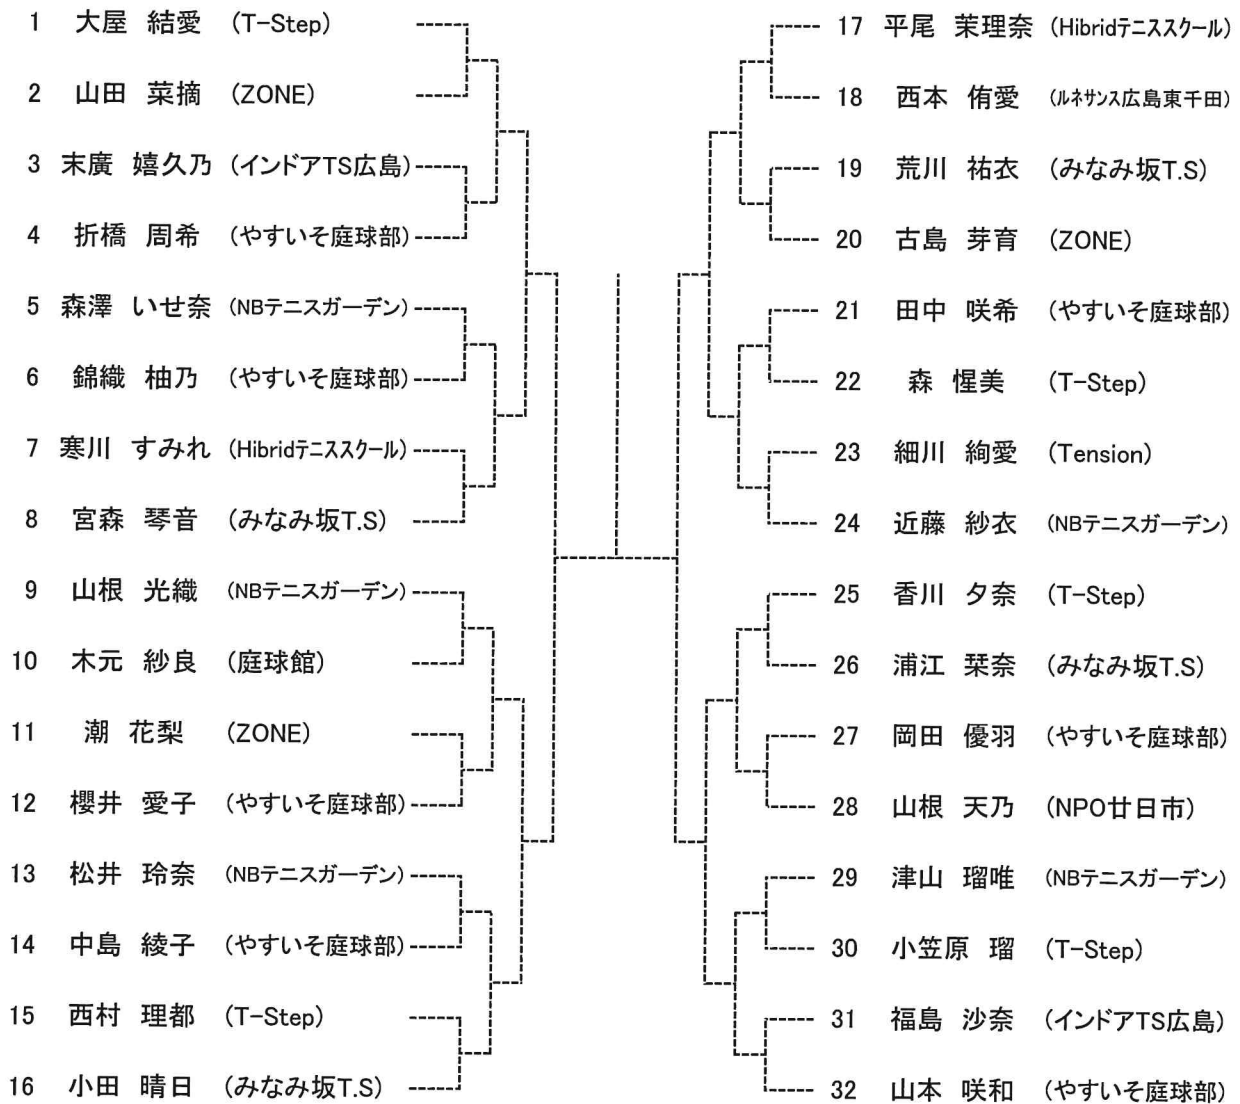 1 大屋 結愛 (T-Step)
2 山田 菜摘 (ZONE)
3 末廣 嬉久乃 (インドアTS広島)
4 折橋 周希 (やすいそ庭球部)
5 森澤 いせ奈 (NBテニスガーデン)
6 錦織 柚乃 (やすいそ庭球部)
7 寒川 すみれ (Hibridテニススクール)
8 宮森 琴音 (みなみ坂T.S)
9 山根 光織 (NBテニスガーデン)
10 木元 紗良 (庭球館)
11 潮 花梨 (ZONE)
12 櫻井 愛子 (やすいそ庭球部)
13 松井 玲奈 (NBテニスガーデン)
14 中島 綾子 (やすいそ庭球部)
15 西村 理都 (T-Step)
16 小田 晴日 (みなみ坂T.S)
17 平尾 茉理奈 (Hibridテニススクール)
18 西本 侑愛 (ルネサンス広島東千田)
19 荒川 祐衣 (みなみ坂T.S)
20 古島 芽育 (ZONE)
21 田中 咲希 (やすいそ庭球部)
22 森 惺美 (T-Step)
23 細川 絢愛 (Tension)
24 近藤 紗衣 (NBテニスガーデン)
25 香川 夕奈 (T-Step)
26 浦江 栞奈 (みなみ坂T.S)
27 岡田 優羽 (やすいそ庭球部)
28 山根 天乃 (NPO廿日市)
29 津山 瑠唯 (NBテニスガーデン)
30 小笠原 瑠 (T-Step)
31 福島 沙奈 (インドアTS広島)
32 山本 咲和 (やすいそ庭球部)